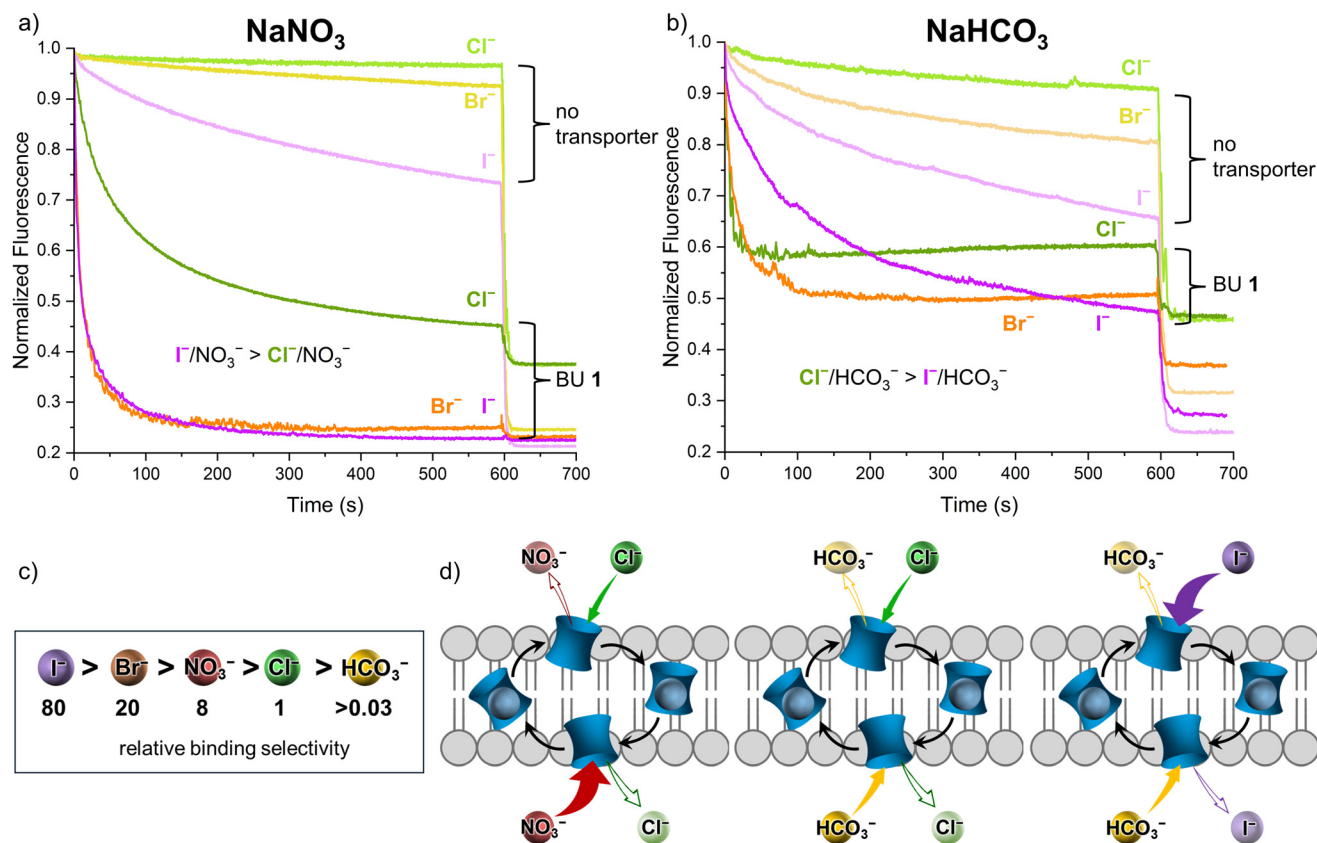 a)
NaNO₃
Normalized Fluorescence
1.0
0.9
0.8
0.7
0.6
0.5
0.4
0.3
0.2
0
100
200
300
400
500
600
700
Time (s)
Cl⁻
Br⁻
I⁻
no
transporter
Cl⁻
I⁻/NO₃⁻ > Cl⁻/NO₃⁻
Br⁻
I⁻
BU 1
b)
NaHCO₃
Normalized Fluorescence
1.0
0.9
0.8
0.7
0.6
0.5
0.4
0.3
0.2
0
100
200
300
400
500
600
700
Time (s)
Cl⁻
Br⁻
I⁻
no
transporter
Cl⁻
Br⁻
I⁻
BU 1
Cl⁻/HCO₃⁻ > I⁻/HCO₃⁻
c)
I⁻ > Br⁻ > NO₃⁻ > Cl⁻ > HCO₃⁻
80 20 8 1 >0.03
relative binding selectivity
d)
NO₃⁻
Cl⁻
NO₃⁻
Cl⁻
HCO₃⁻
Cl⁻
HCO₃⁻
Cl⁻
HCO₃⁻
I⁻
HCO₃⁻
I⁻